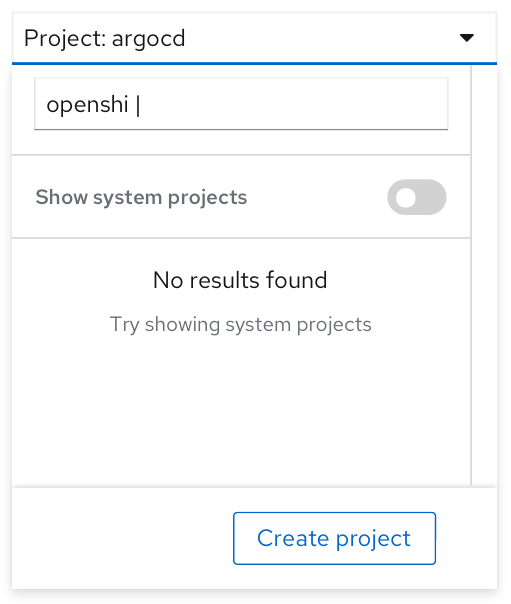 Project: argocd
openshi |
Show system projects
No results found
Try showing system projects
Create project